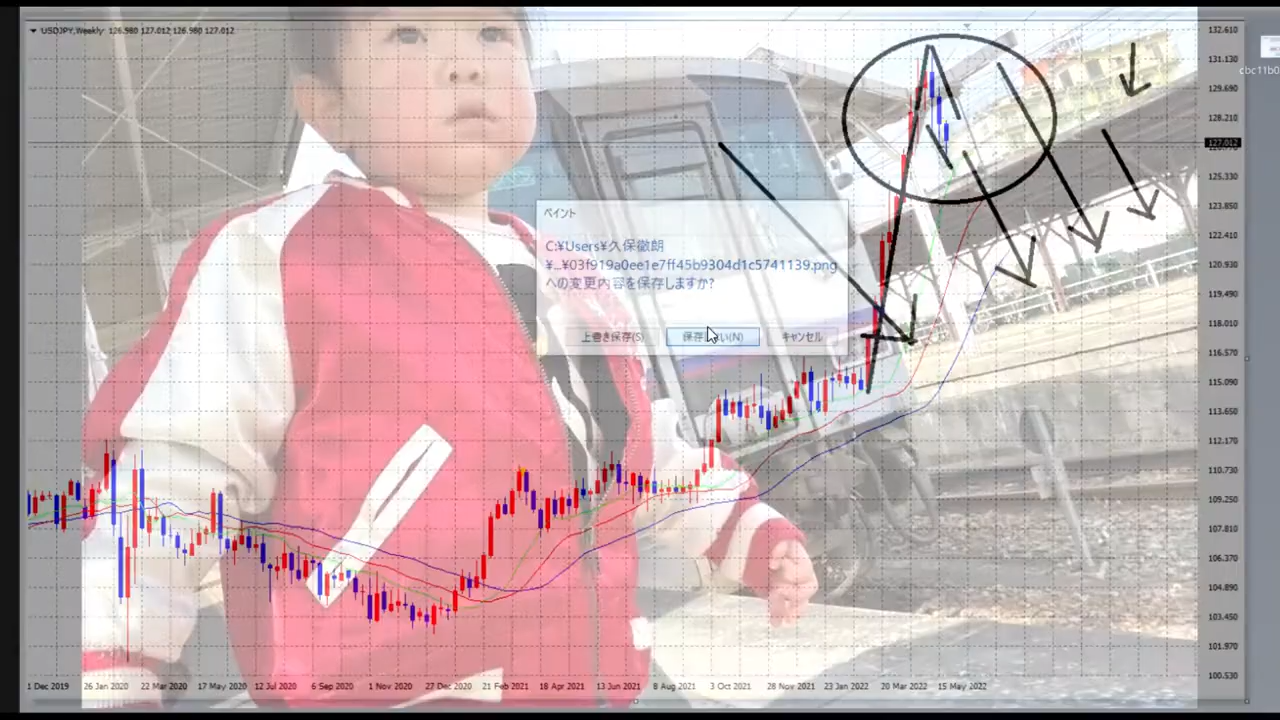 USDJPY,Weekly 126.980 127.012 126.980 127.012
132.610
131.130
129.690
128.210
127.012
125.330
123.850
122.410
120.930
119.490
118.010
116.570
115.090
113.650
112.170
110.730
109.250
107.810
106.370
104.890
103.450
101.970
100.530
cbc11b0
ペイント
C:¥Users¥久保徹朗
¥...¥03f919a0ee1e7ff45b9304d1c5741139.png
への変更内容を保存しますか?
上書き保存(S) 保存しない(N) キャンセル
1 Dec 2019 26 Jan 2020 22 Mar 2020 17 May 2020 12 Jul 2020 6 Sep 2020 1 Nov 2020 27 Dec 2020 21 Feb 2021 18 Apr 2021 13 Jun 2021 8 Aug 2021 3 Oct 2021 28 Nov 2021 23 Jan 2022 20 Mar 2022 15 May 2022